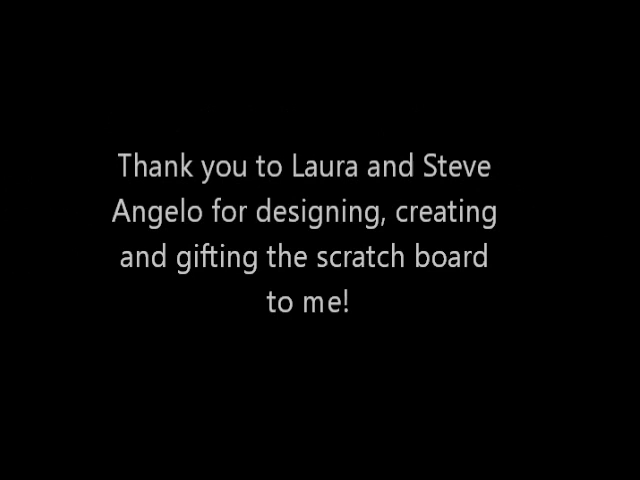 Thank you to Laura and Steve
Angelo for designing, creating
and gifting the scratch board
to me!